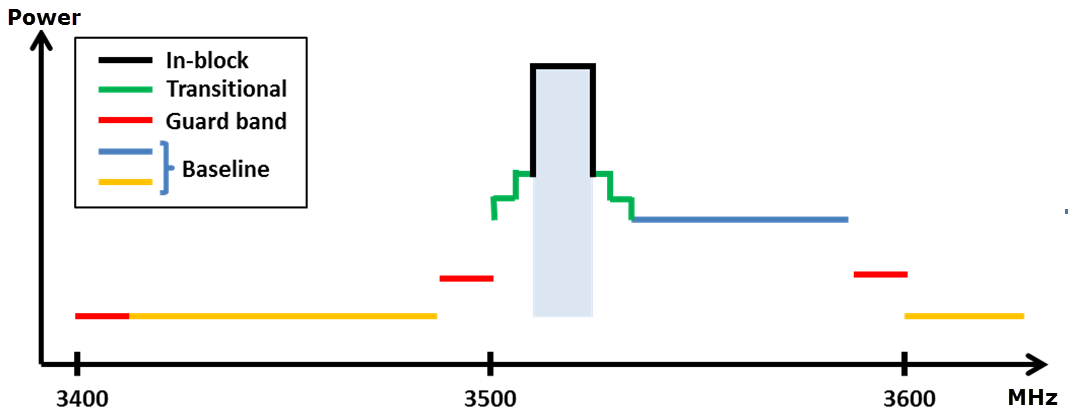 Power
In-block
Transitional
Guard band
Baseline
3400
3500
3600
MHz